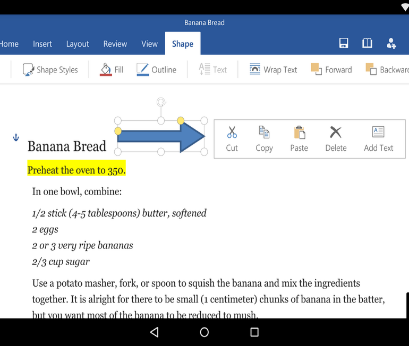 Banana Bread
Home Insert Layout Review View Shape
Shape Styles Fill Outline Text Wrap Text Forward Backward
Cut Copy Paste Delete Add Text
Banana Bread
Preheat the oven to 350.
In one bowl, combine:
1/2 stick (4-5 tablespoons) butter, softened
2 eggs
2 or 3 very ripe bananas
2/3 cup sugar
Use a potato masher, fork, or spoon to squish the banana and mix the ingredients
together. It is alright for there to be small (1 centimeter) chunks of banana in the batter,
but you want most of the banana to be reduced to mush.